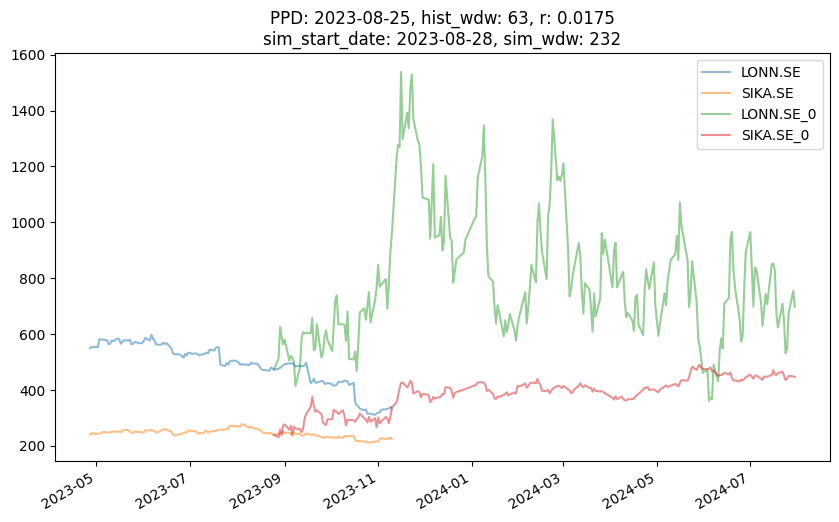 PPD: 2023-08-25, hist_wdw: 63, r: 0.0175
sim_start_date: 2023-08-28, sim_wdw: 232
1600
1400
1200
1000
800
600
400
200
LONN.SE
SIKA.SE
LONN.SE_0
SIKA.SE_0
2023-05
2023-07
2023-09
2023-11
2024-01
2024-03
2024-05
2024-07